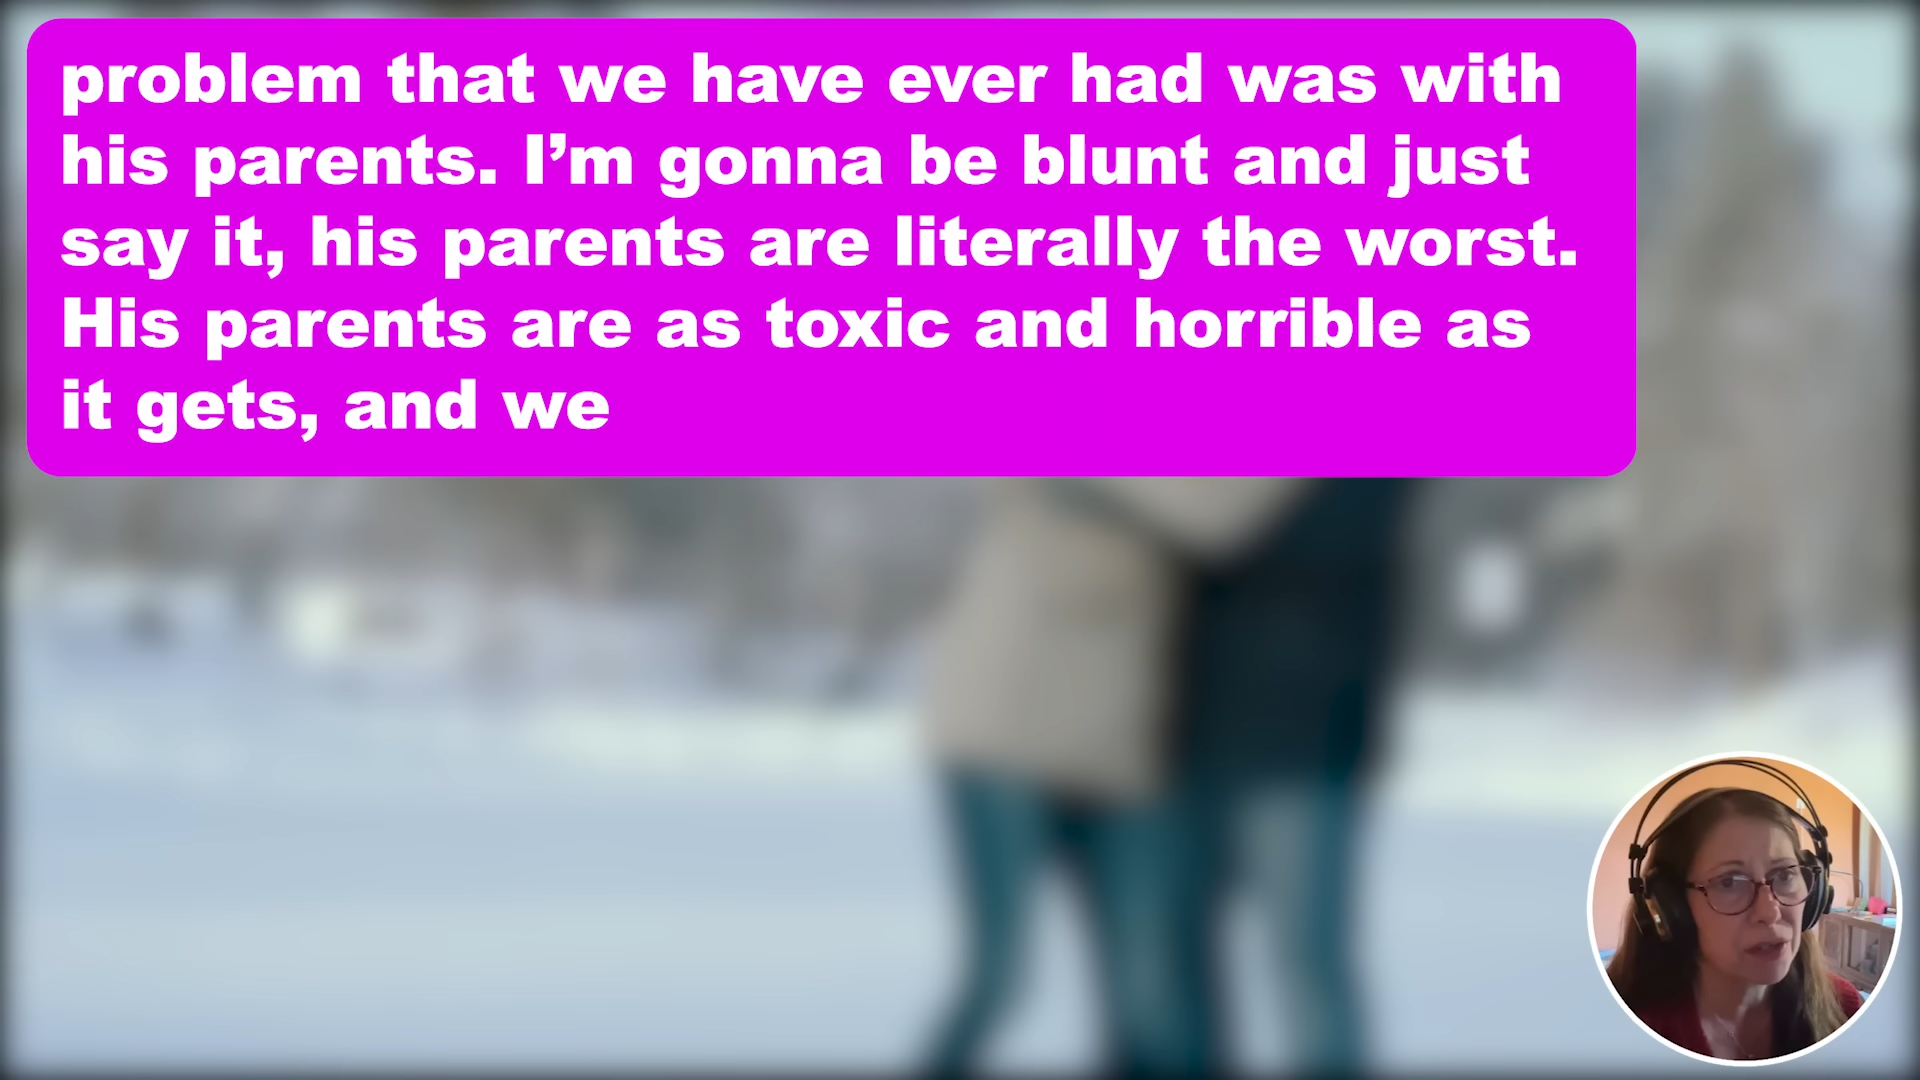 problem that we have ever had was with
his parents. I’m gonna be blunt and just
say it, his parents are literally the worst.
His parents are as toxic and horrible as
it gets, and we